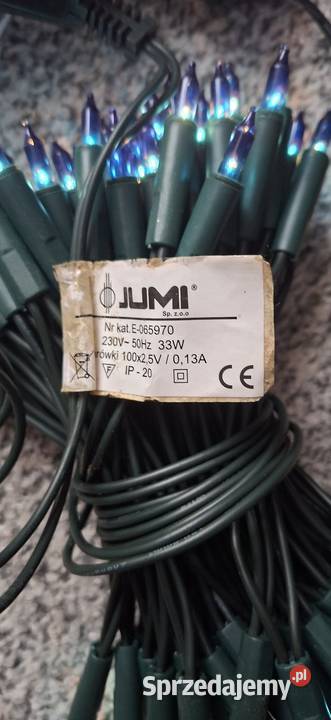 JUMI®
Sp. z.o.o
Nr kat.E-065970
230V~ 50Hz 33W
rówki 100x2,5V / 0,13A
F IP - 20 CE
Sprzedajemy.pl